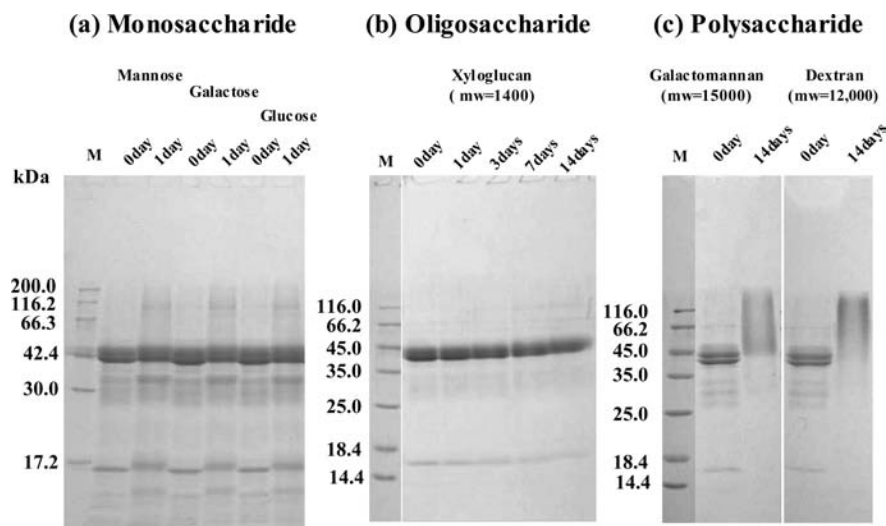 (a) Monosaccharide
Mannose
Galactose
Glucose
M 0day 1day 0day 1day 0day 1day
kDa
200.0
116.2
66.3
42.4
30.0
17.2
(b) Oligosaccharide
Xyloglucan
( mw=1400)
M 0day 1day 3days 7days 14days
116.0
66.2
45.0
35.0
25.0
18.4
14.4
(c) Polysaccharide
Galactomannan Dextran
(mw=15000) (mw=12,000)
M 0day 14days 0day 14days
116.0
66.2
45.0
35.0
25.0
18.4
14.4